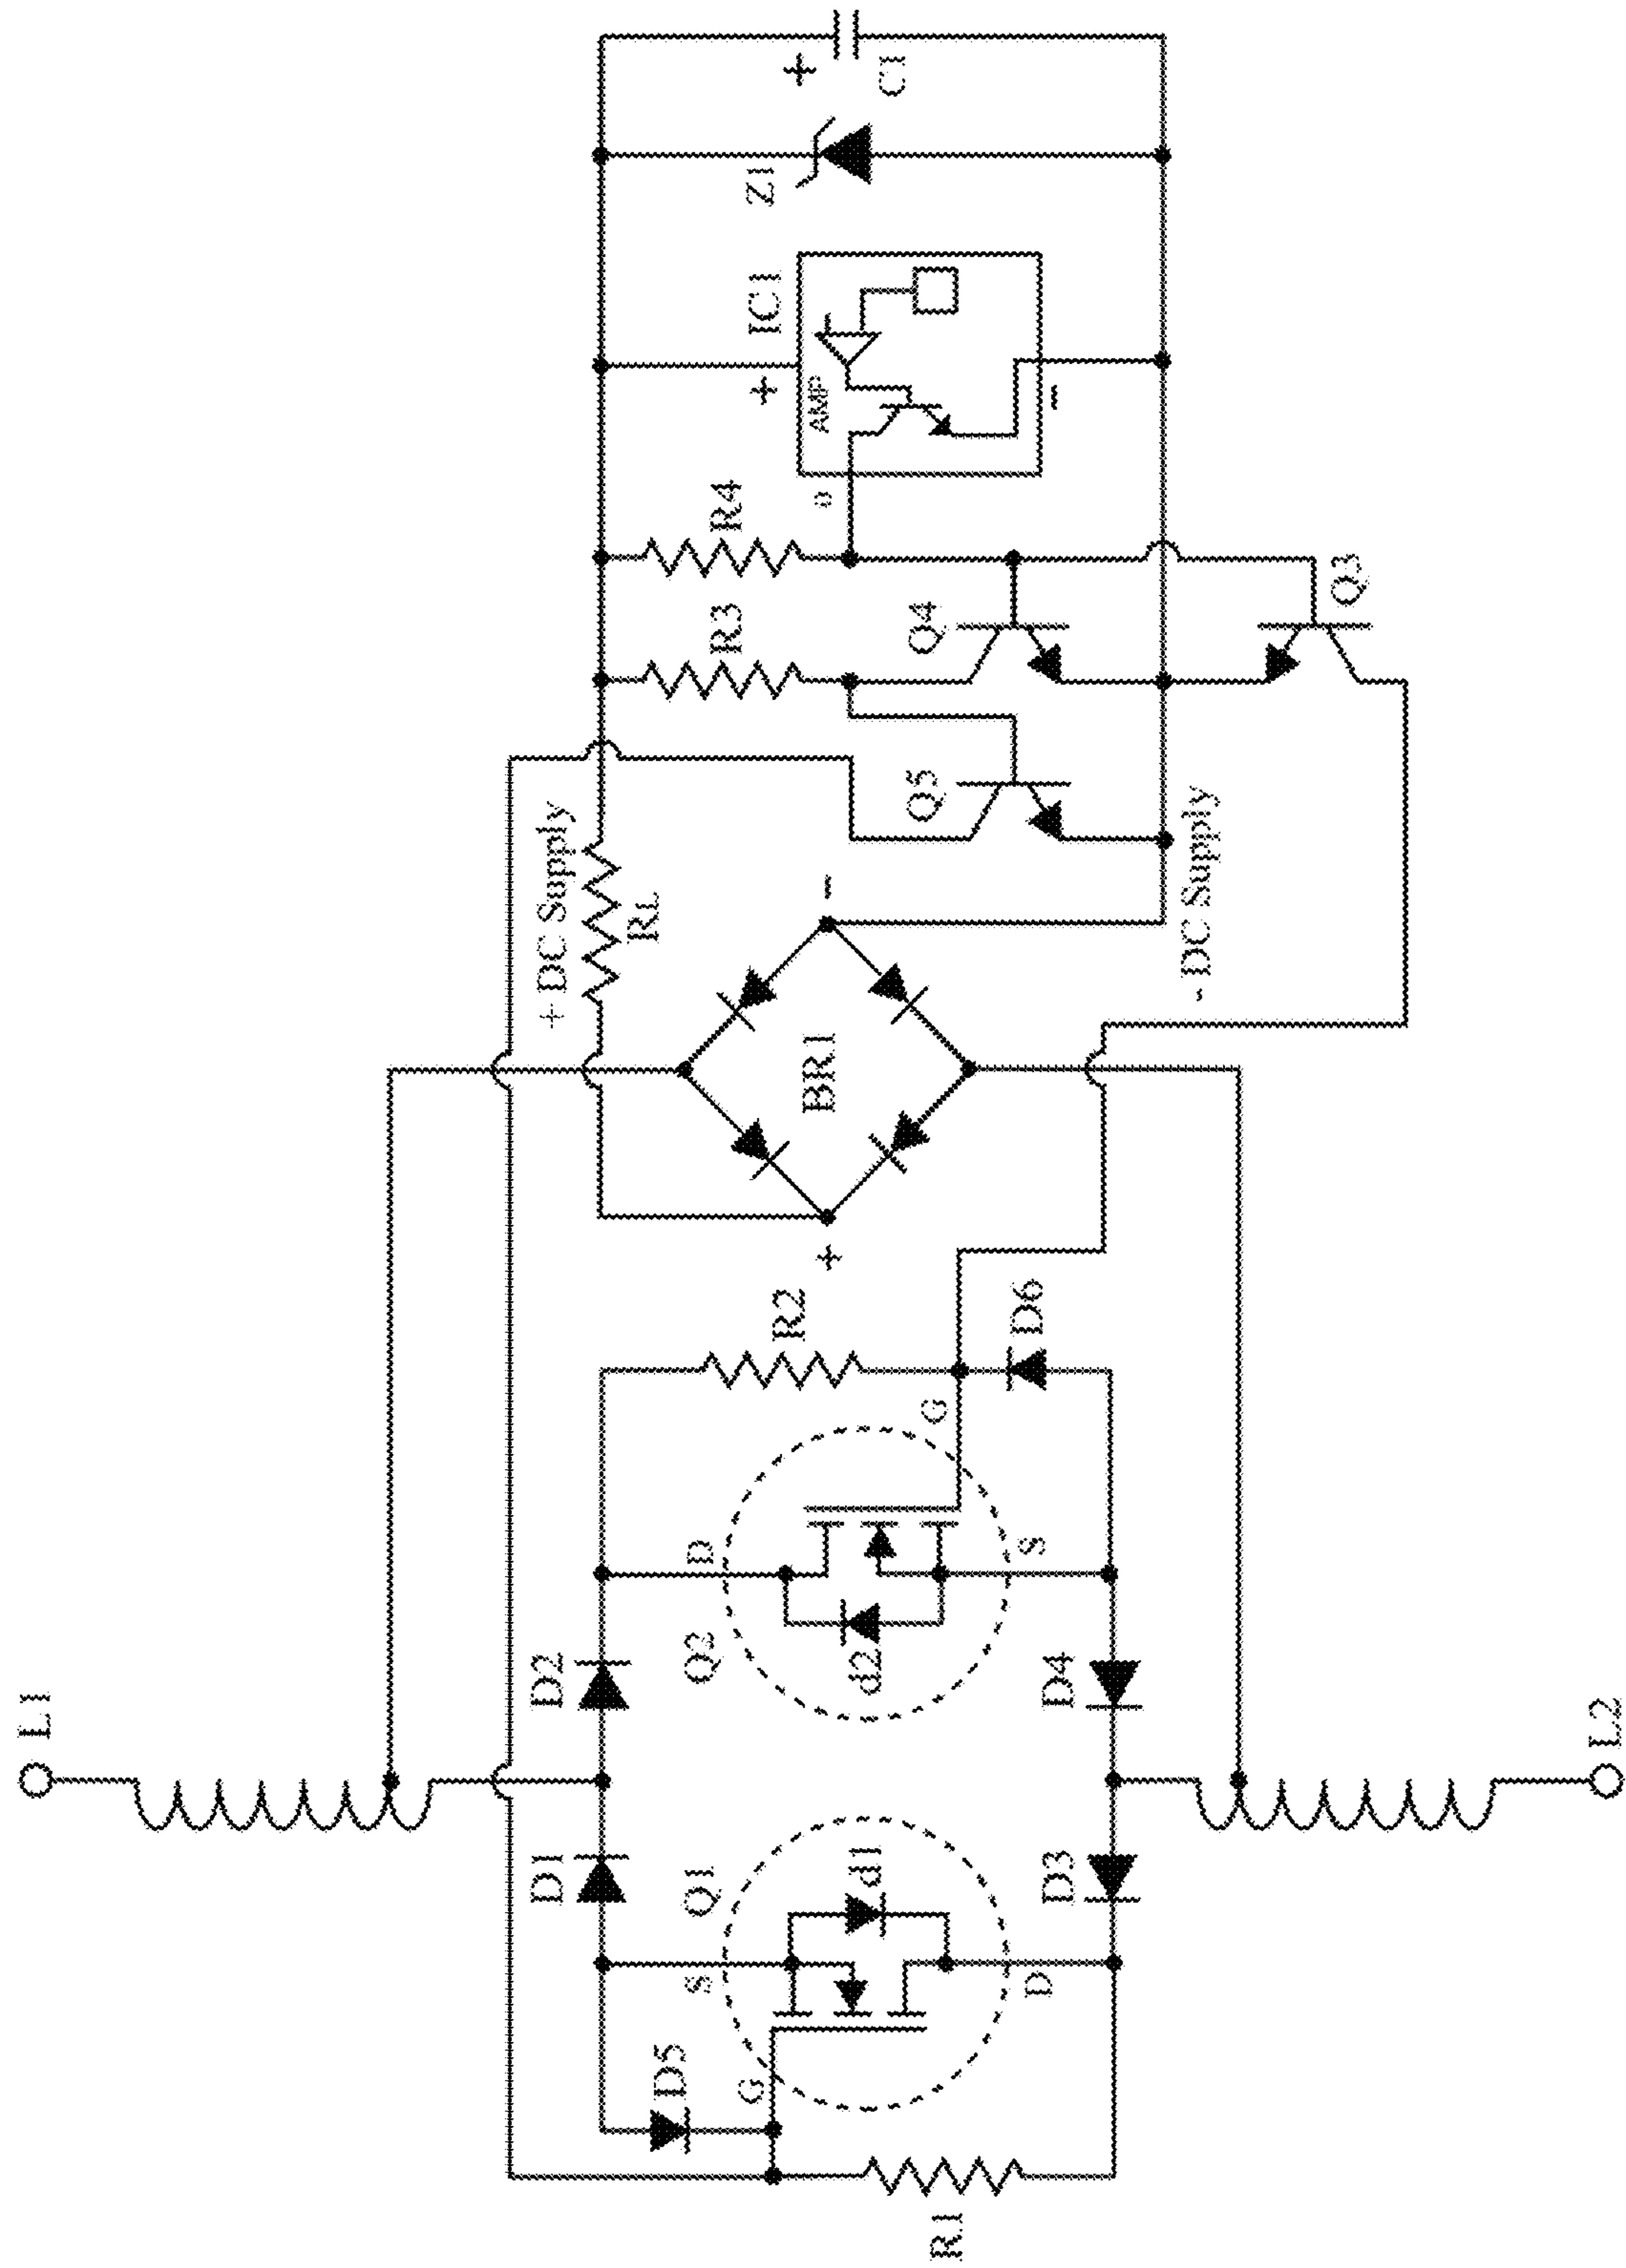 L1
L2
D1
D2
D3
D4
D5
D6
Q1
Q2
d1
d2
S
D
G
D
S
G
R1
R2
+
BR1
-
+ DC Supply
RL
- DC Supply
Q5
Q4
Q3
R3
R4
o
IC1
+
AMP
-
Z1
+
C1